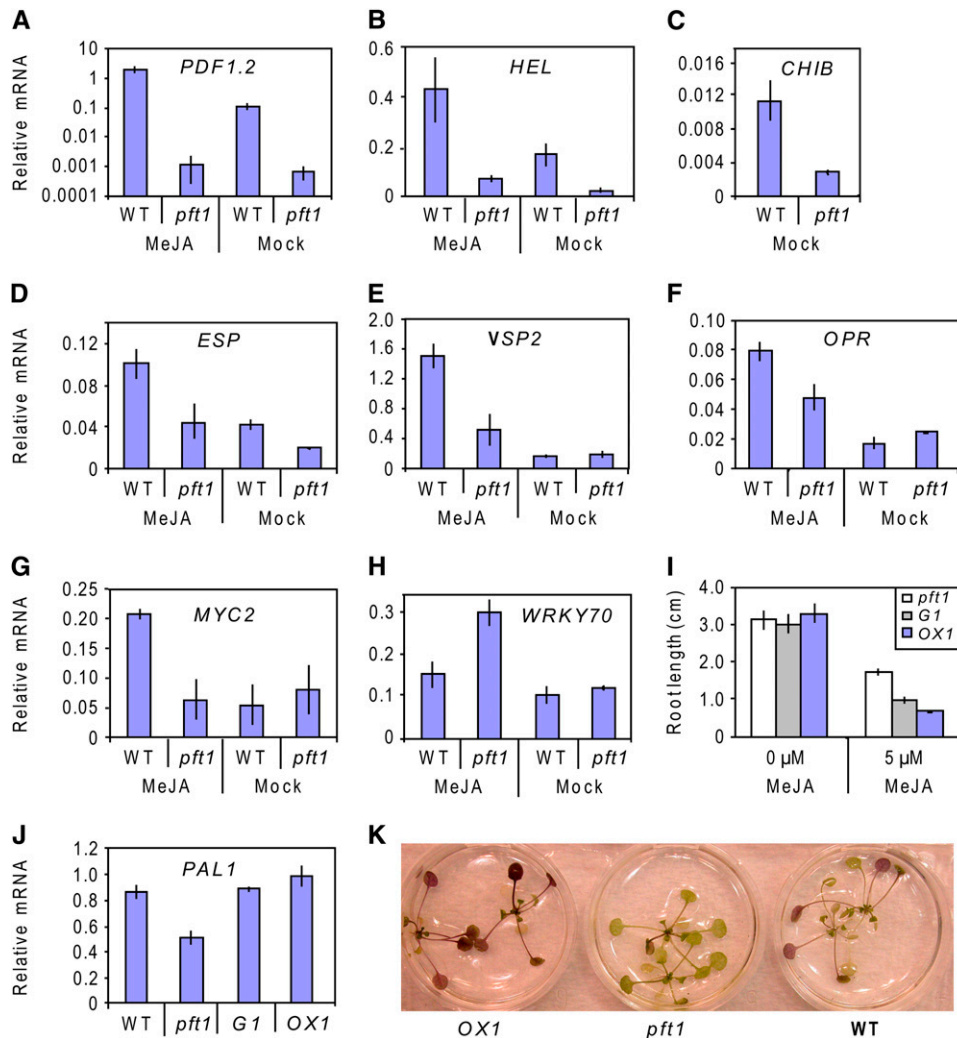 A
Relative mRNA
10
1
0.1
0.01
0.001
0.0001
PDF1.2
WT pft1 WT pft1
MeJA Mock
B
0.6
0.4
0.2
0
HEL
WT pft1 WT pft1
MeJA Mock
C
0.016
0.012
0.008
0.004
0
CHIB
WT pft1
Mock
D
Relative mRNA
0.12
0.08
0.04
0
ESP
WT pft1 WT pft1
MeJA Mock
E
2.0
1.6
1.2
0.8
0.4
0
VSP2
WT pft1 WT pft1
MeJA Mock
F
0.10
0.08
0.06
0.04
0.02
0
OPR
WT pft1 WT pft1
MeJA Mock
G
Relative mRNA
0.25
0.20
0.15
0.10
0.05
0
MYC2
WT pft1 WT pft1
MeJA Mock
H
0.3
0.2
0.1
0
WRKY70
WT pft1 WT pft1
MeJA Mock
I
Root length (cm)
4.0
3.0
2.0
1.0
0
pft1
G1
OX1
0 µM 5 µM
MeJA MeJA
J
Relative mRNA
1.2
1.0
0.8
0.6
0.4
0.2
0
PAL1
WT pft1 G1 OX1
K
OX1 pft1 WT